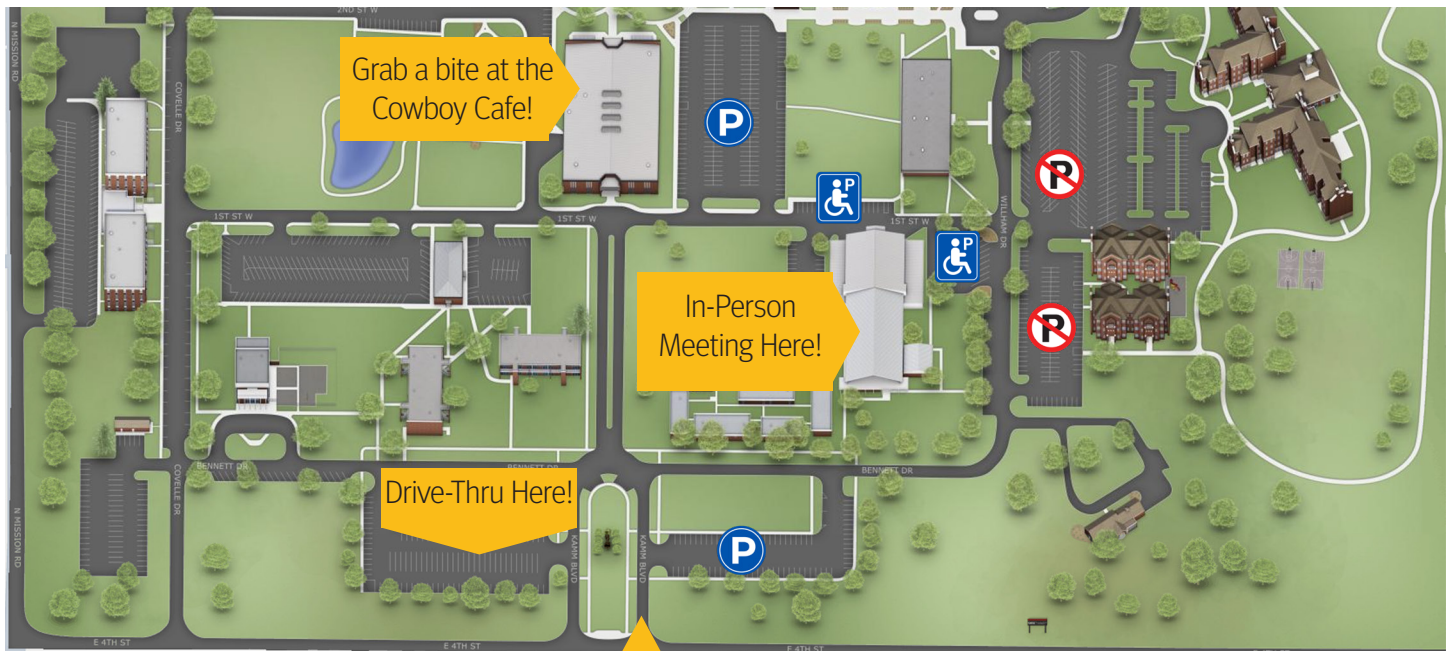 2ND ST W
N MISSION RD
COVELLE DR
Grab a bite at the
Cowboy Cafe!
P
P
P
1ST ST W
1ST ST W
1ST ST W
WILLHAM DR
P
In-Person
Meeting Here!
P
BENNETT DR
BENNETT DR
BENNETT DR
COVELLE DR
Drive-Thru Here!
N MISSION RD
KAMM BLVD
KAMM BLVD
P
E 4TH ST
E 4TH ST
E 4TH ST